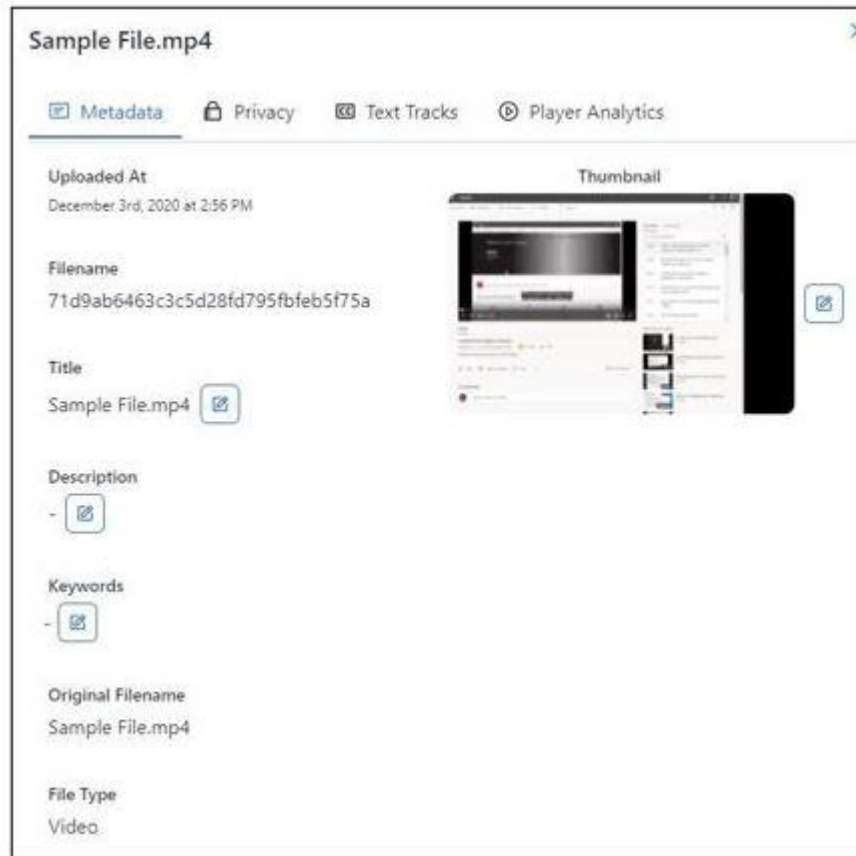 Sample File.mp4
Metadata Privacy Text Tracks Player Analytics
Uploaded At
December 3rd, 2020 at 2:56 PM
Thumbnail
Filename
71d9ab6463c3c5d28fd795fbfeb5f75a
Title
Sample File.mp4
Description
-
Keywords
-
Original Filename
Sample File.mp4
File Type
Video